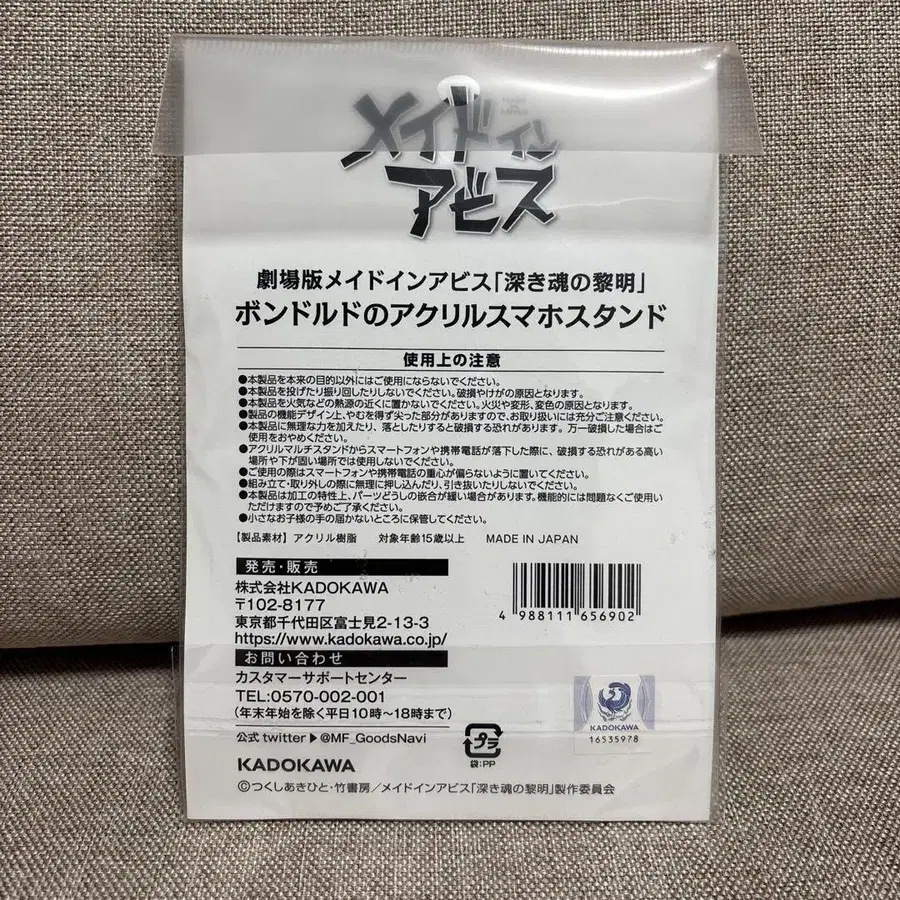 メイドイン
アビス
劇場版メイドインアビス「深き魂の黎明」
ボンドルドのアクリルスマホスタンド
使用上の注意
●本製品を本来の目的以外にはご使用にならないでください。
●本製品を投げたり振り回したりしないでください。破損やけがの原因となります。
●本製品を火気などの熱源の近くに置かないでください。火災や変形、変色の原因となります。
●製品の機能デザイン上、やむを得ず尖った部分がありますので、お取り扱いには充分ご注意ください。
●本製品に無理な力を加えたり、落としたりすると破損する恐れがあります。万一破損した場合はご
使用をおやめください。
●アクリルマルチスタンドからスマートフォンや携帯電話が落下した際に、破損する恐れがある高い
場所や下が固い場所では使用しないでください。
●ご使用の際はスマートフォンや携帯電話の重心が偏らないように置いてください。
●組み立て・取り外しの際に無理に押し込んだり、引き抜いたりしないでください。
●本製品は加工の特性上、パーツどうしの嵌合が緩い場合があります。機能的には問題なくご使用い
ただけますので予めご了承ください。
●小さなお子様の手の届かないところに保管してください。
【製品素材】アクリル樹脂 対象年齢15歳以上 MADE IN JAPAN
発売・販売
株式会社KADOKAWA
〒102-8177
東京都千代田区富士見2-13-3
https://www.kadokawa.co.jp/
4 988111 656902
お問い合わせ
カスタマーサポートセンター
TEL:0570-002-001
(年末年始を除く平日10時〜18時まで)
公式 twitter▶@MF_GoodsNavi
プラ
袋:PP
KADOKAWA
16535978
KADOKAWA
©つくしあきひと・竹書房/メイドインアビス「深き魂の黎明」製作委員会